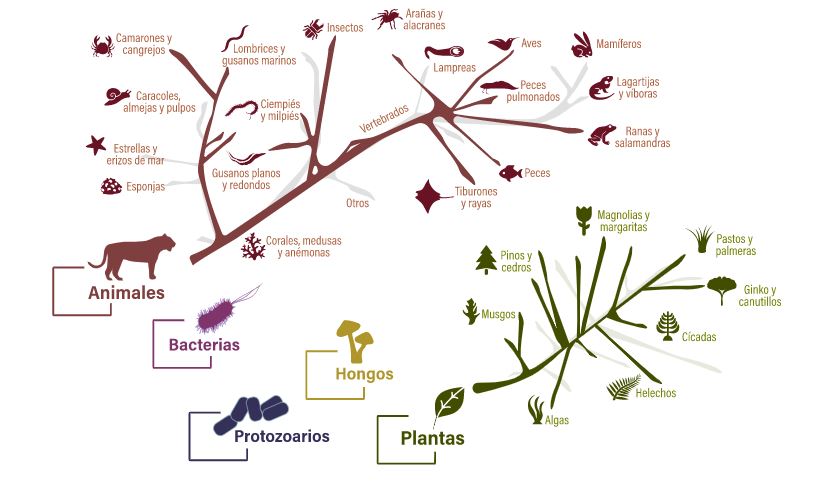 Camarones y
cangrejos
Lombrices y
gusanos marinos
Insectos
Arañas y
alacranes
Lampreas
Aves
Mamíferos
Caracoles,
almejas y pulpos
Ciempiés
y milpiés
Vertebrados
Peces
pulmonados
Lagartijas
y víboras
Estrellas y
erizos de mar
Ranas y
salamandras
Esponjas
Gusanos planos
y redondos
Otros
Tiburones
y rayas
Peces
Corales, medusas
y anémonas
Animales
Magnolias y
margaritas
Pastos y
palmeras
Pinos y
cedros
Ginko y
canutillos
Musgos
Cícadas
Helechos
Algas
Bacterias
Hongos
Protozoarios
Plantas